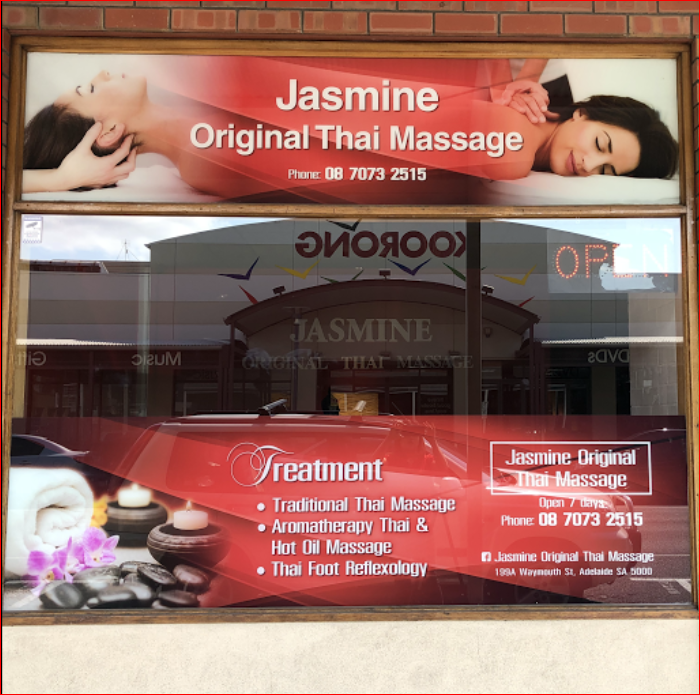 Jasmine
Original Thai Massage
Phone: 08 7073 2515
KOORONG
OPEN
JASMINE
ORIGINAL THAI MASSAGE
Gifts
Music
DVDs
Treatment
• Traditional Thai Massage
• Aromatherapy Thai &
Hot Oil Massage
• Thai Foot Reflexology
Jasmine Original
Thai Massage
Open 7 days
Phone: 08 7073 2515
Jasmine Original Thai Massage
199A Waymouth St, Adelaide SA 5000